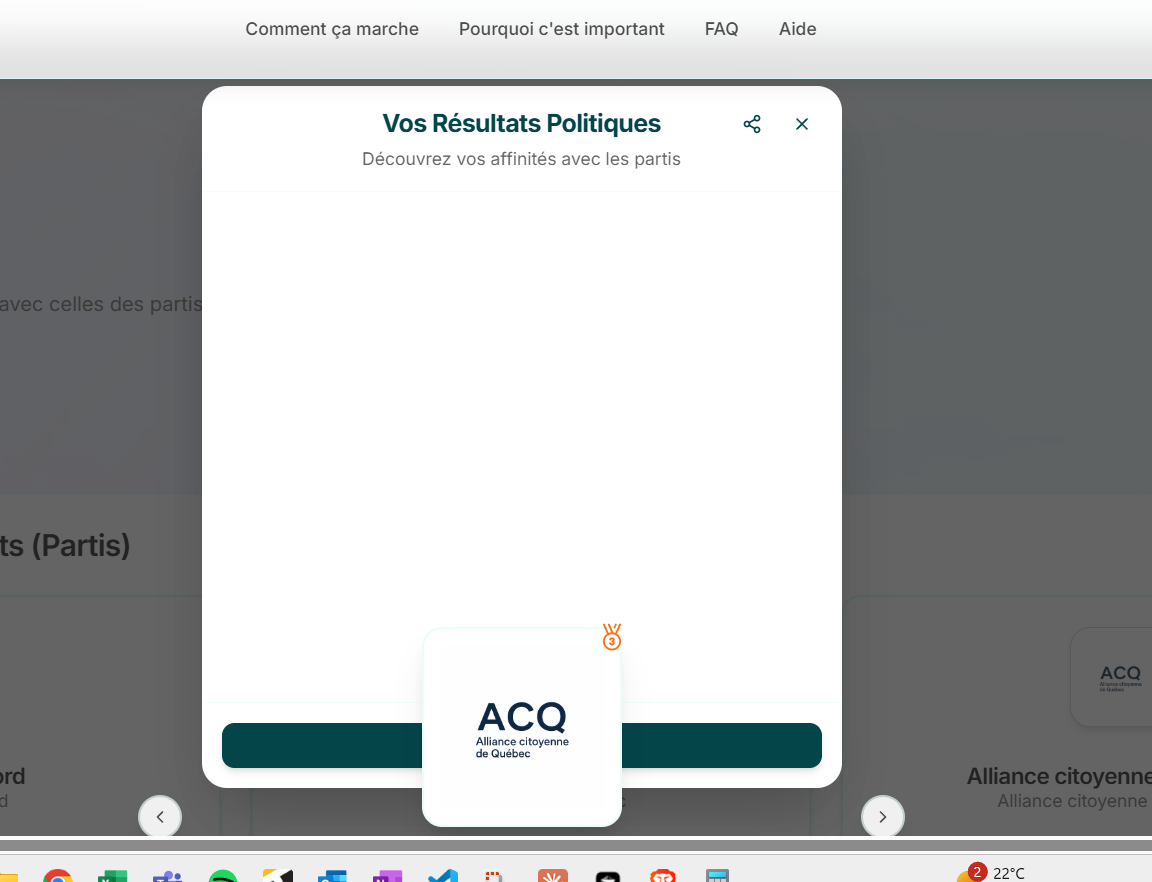 Comment ça marche
Pourquoi c'est important
FAQ
Aide
Vos Résultats Politiques
Découvrez vos affinités avec les partis
avec celles des partis
ts (Partis)
3
ACQ
Alliance citoyenne
de Québec
ACQ
Alliance citoyenne
de Québec
ord
d
c
Alliance citoyenne
Alliance citoyenne
2
22°C